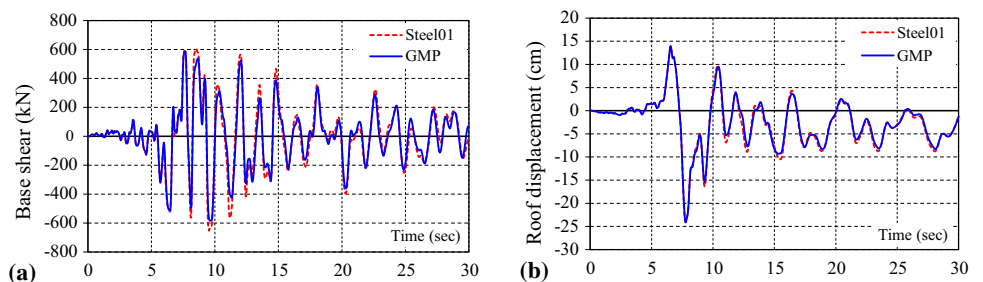 Base shear (kN)
800
600
400
200
0
-200
-400
-600
-800
Steel01
GMP
Time (sec)
0 5 10 15 20 25 30
(a)
Roof displacement (cm)
20
15
10
5
0
-5
-10
-15
-20
-25
-30
Steel01
GMP
Time (sec)
0 5 10 15 20 25 30
(b)